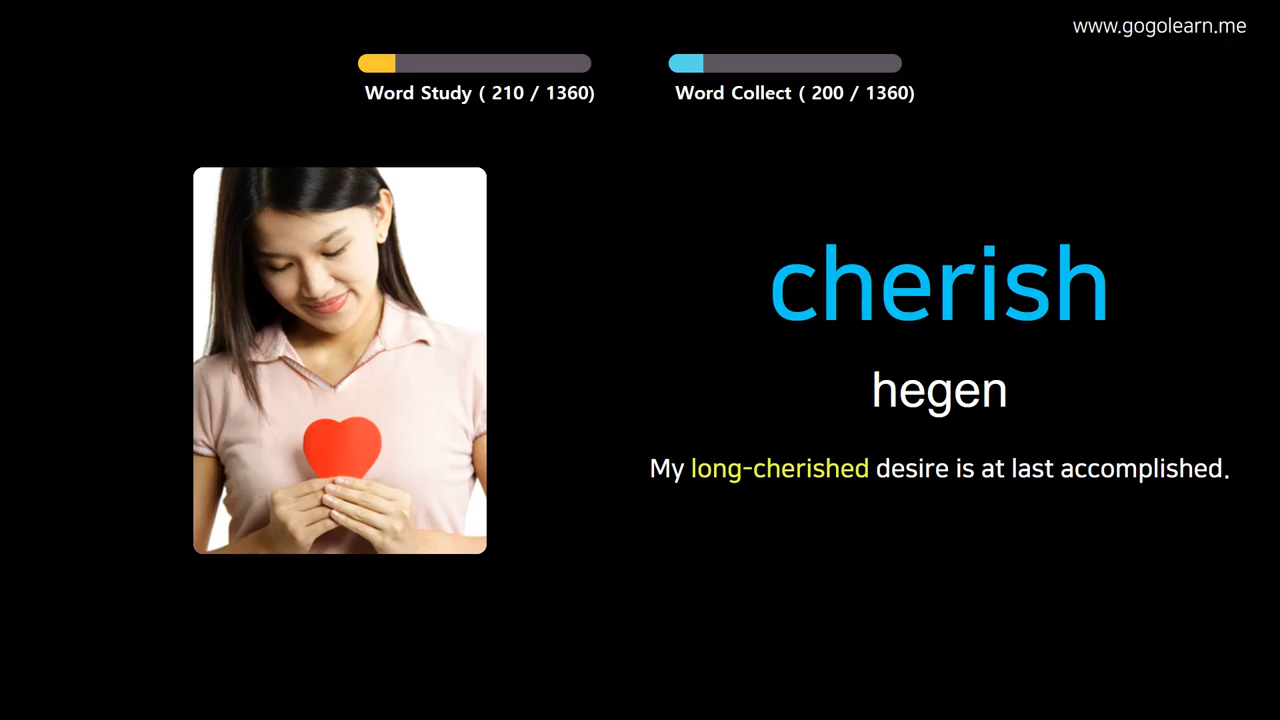 www.gogolearn.me
Word Study ( 210 / 1360)
Word Collect ( 200 / 1360)
cherish
hegen
My long-cherished desire is at last accomplished.